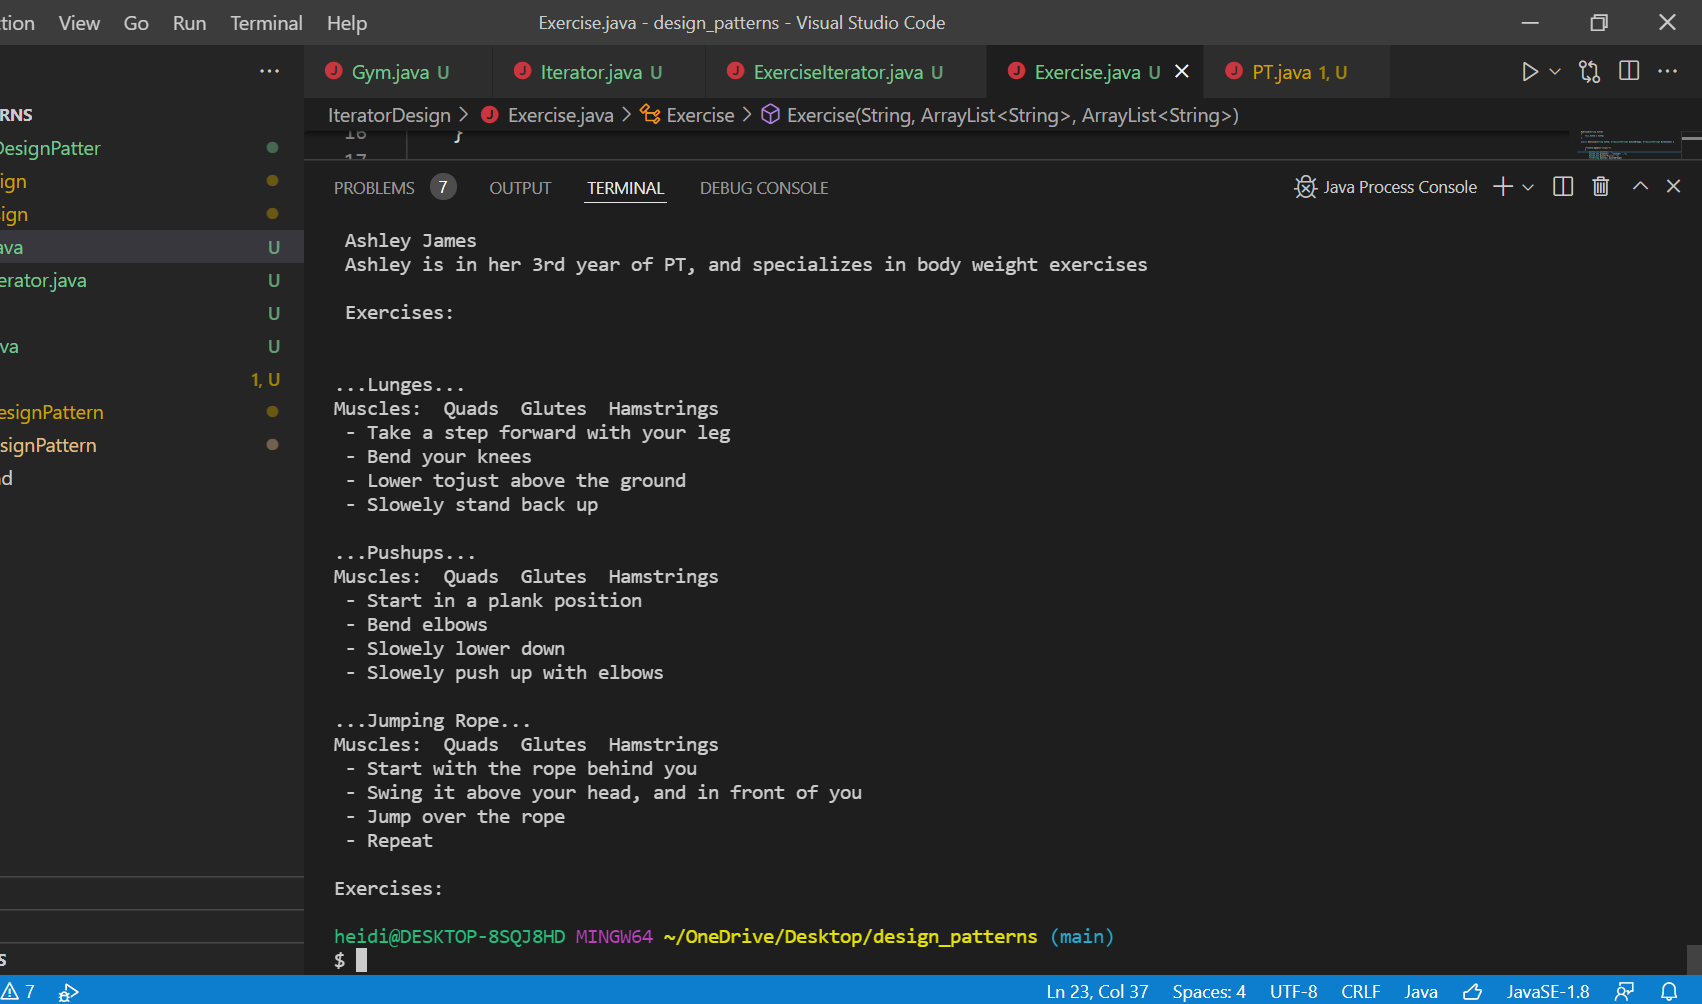 tion View Go Run Terminal Help Exercise.java - design_patterns - Visual Studio Code
Gym.java U Iterator.java U ExerciseIterator.java U Exercise.java U PT.java 1, U
IteratorDesign > Exercise.java > Exercise > Exercise(String, ArrayList<String>, ArrayList<String>)
16 }
17
RNS
DesignPatter
ign
sign
ava U
erator.java U
U
va U
1, U
esignPattern
signPattern
d
S
PROBLEMS 7 OUTPUT TERMINAL DEBUG CONSOLE Java Process Console
Ashley James
Ashley is in her 3rd year of PT, and specializes in body weight exercises
Exercises:
...Lunges...
Muscles: Quads Glutes Hamstrings
- Take a step forward with your leg
- Bend your knees
- Lower tojust above the ground
- Slowely stand back up
...Pushups...
Muscles: Quads Glutes Hamstrings
- Start in a plank position
- Bend elbows
- Slowely lower down
- Slowely push up with elbows
...Jumping Rope...
Muscles: Quads Glutes Hamstrings
- Start with the rope behind you
- Swing it above your head, and in front of you
- Jump over the rope
- Repeat
Exercises:
heidi@DESKTOP-8SQJ8HD MINGW64 ~/OneDrive/Desktop/design_patterns (main)
$
7 Ln 23, Col 37 Spaces: 4 UTF-8 CRLF Java JavaSE-1.8